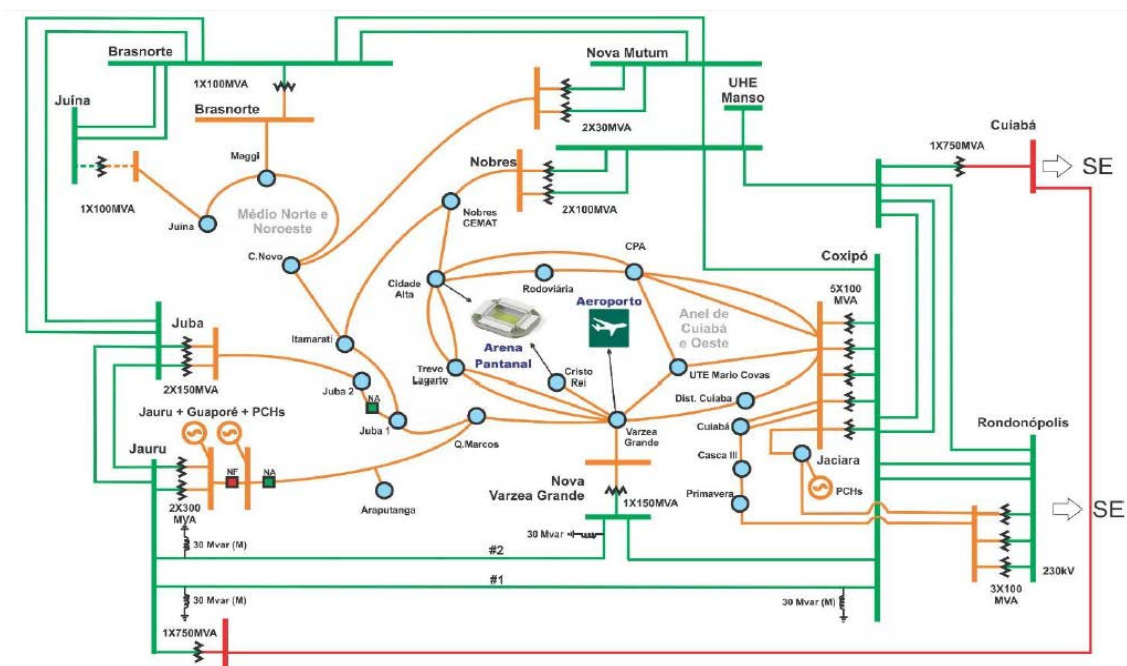 Brasnorte
Nova Mutum
UHE
Manso
1X100MVA
Juína
Brasnorte
2X30MVA
Cuiabá
1X750MVA
SE
Maggi
Nobres
1X100MVA
2X100MVA
Juína
Médio Norte e
Noroeste
Nobres
CEMAT
C.Novo
CPA
Coxipó
Cidade
Alta
Rodoviária
5X100
MVA
Aeroporto
Anel de
Cuiabá
e Oeste
Juba
Itamarati
Arena
Pantanal
Trevo
Lagarto
Cristo
Rei
UTE Mario Covas
2X150MVA
Juba 2
NA
Dist. Cuiaba
Jauru + Guaporé + PCHs
Juba 1
Q.Marcos
Varzea
Grande
Cuiabá
Rondonópolis
Jauru
Casca III
Jaciara
NF
NA
Nova
Varzea Grande
PCHs
Araputanga
1X150MVA
Primavera
2X300
MVA
SE
30 Mvar (M)
30 Mvar
#2
230kV
#1
3X100
MVA
30 Mvar (M)
30 Mvar (M)
1X750MVA